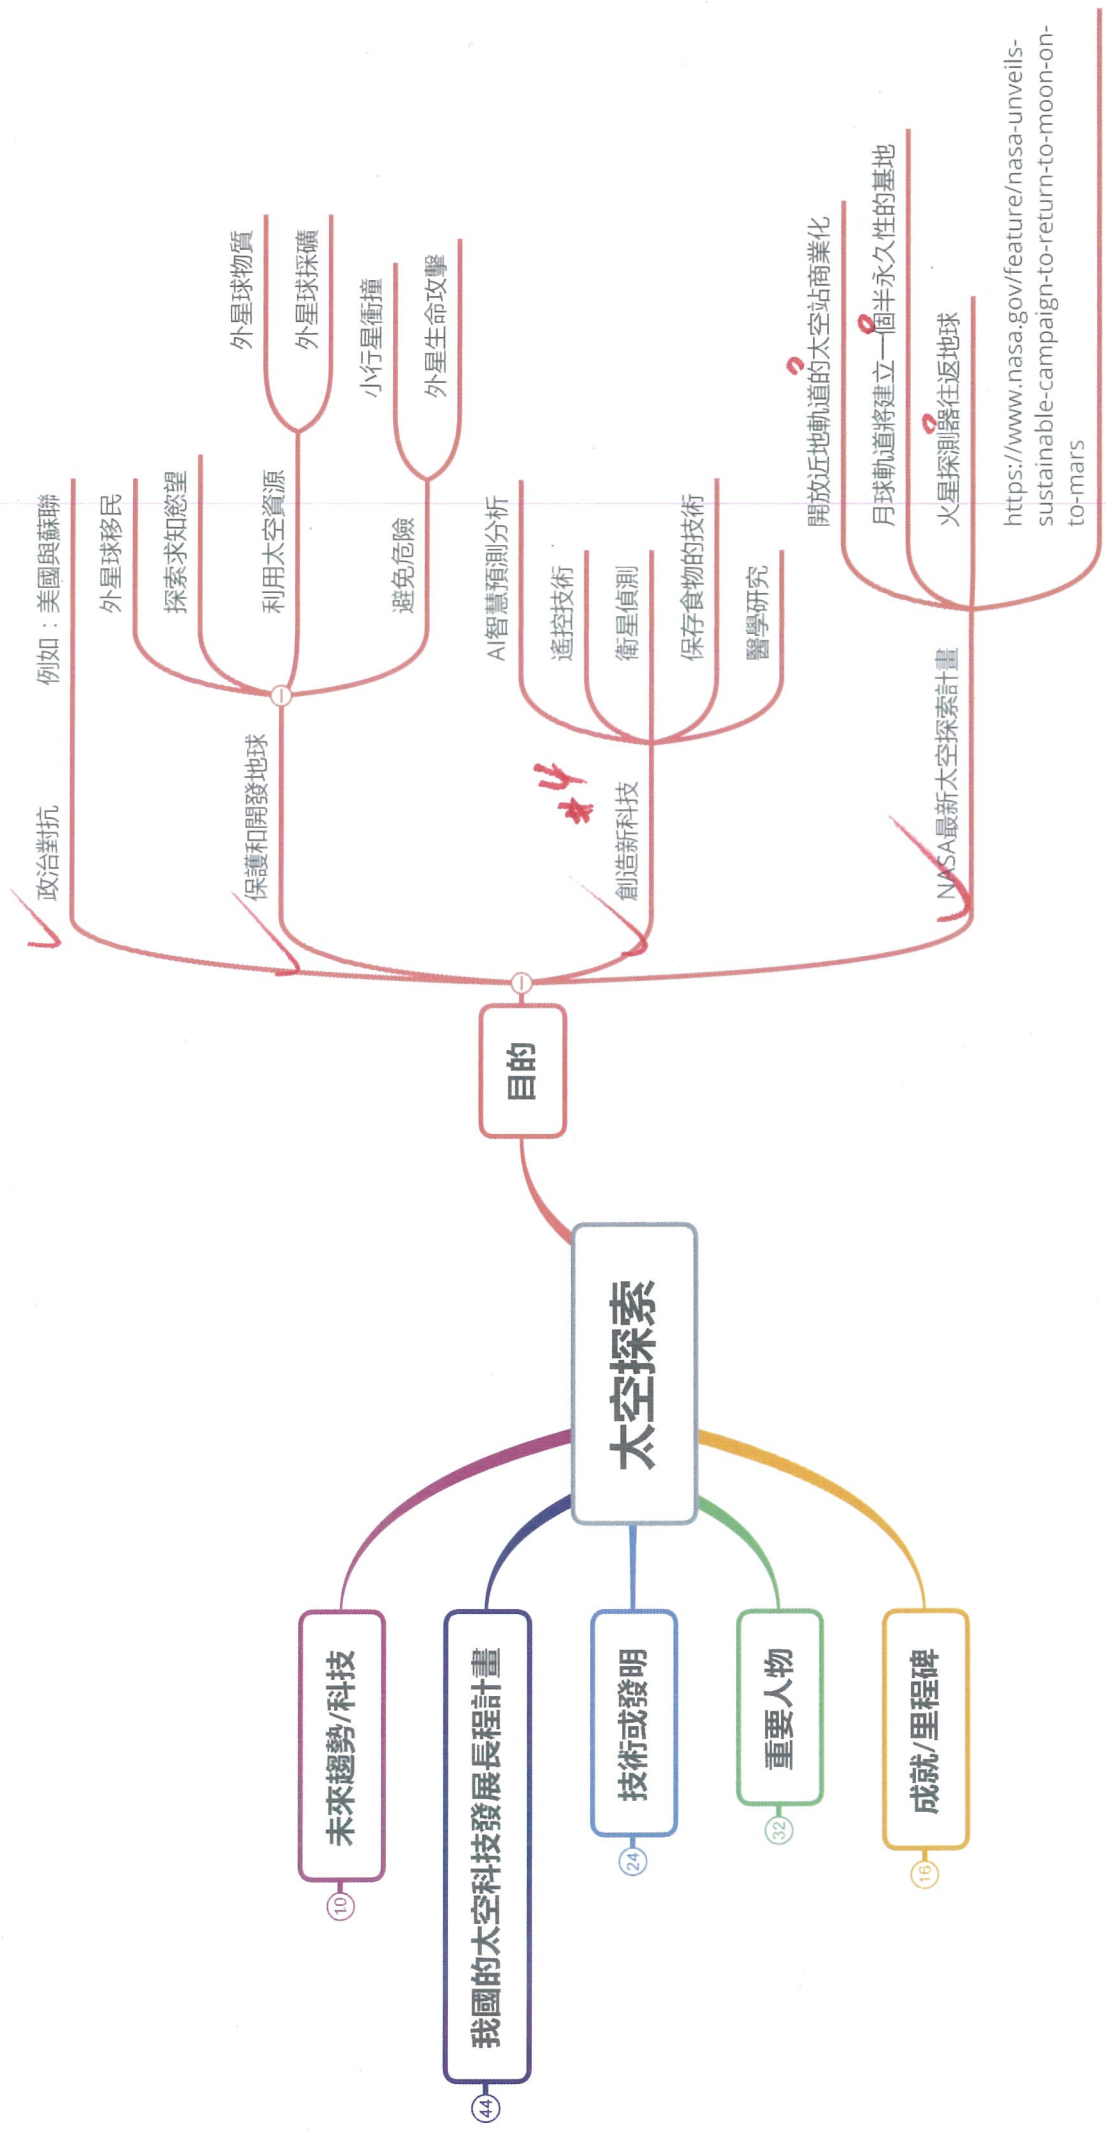 太空探索
目的
政治對抗
例如：美國與蘇聯
保護和開發地球
外星球移民
探索求知慾望
利用太空資源
外星球物質
外星球採礦
避免危險
小行星衝撞
外星生命攻擊
創造新科技
AI智慧預測分析
遙控技術
衛星偵測
保存食物的技術
醫學研究
NASA最新太空探索計畫
開放近地軌道的太空站商業化
月球軌道將建立一個半永久性的基地
火星探測器往返地球
https://www.nasa.gov/feature/nasa-unveils-
sustainable-campaign-to-return-to-moon-on-
to-mars
未來趨勢/科技
10
我國的太空科技發展長程計畫
44
技術或發明
24
重要人物
32
成就/里程碑
16